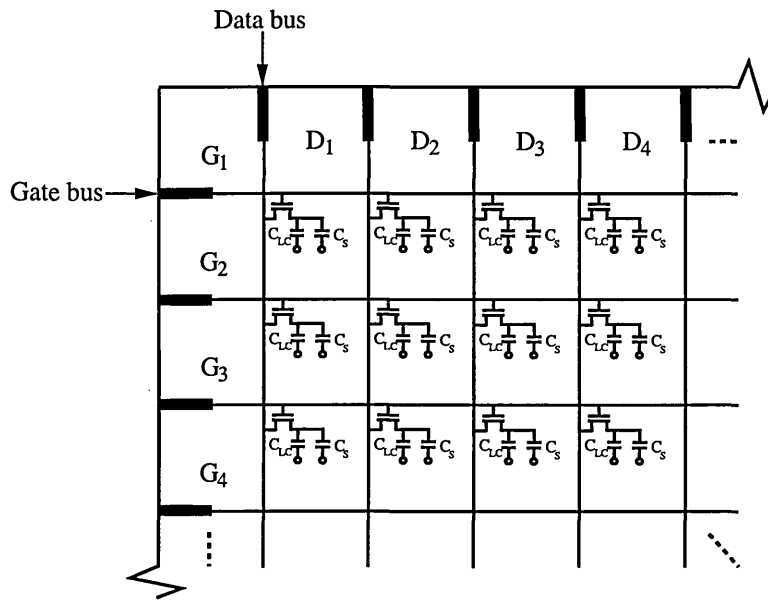 Data bus
D1 D2 D3 D4
G1
Gate bus
CLC CS CLC CS CLC CS CLC CS
G2
CLC CS CLC CS CLC CS CLC CS
G3
CLC CS CLC CS CLC CS CLC CS
G4